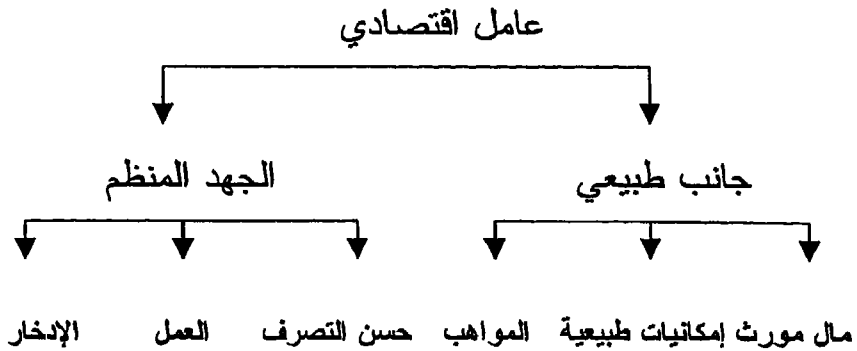 عامل اقتصادي
جانب طبيعي الجهد المنظم
مال مورث إمكانيات طبيعية المواهب حسن التصرف العمل الإدخار